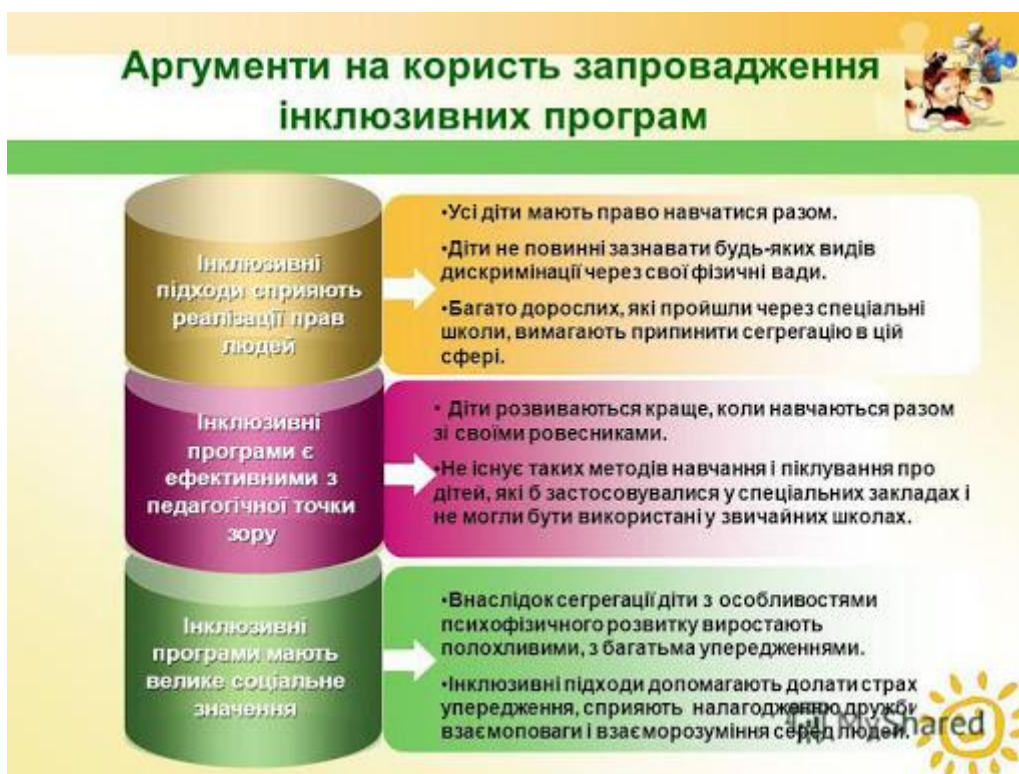 Аргументи на користь запровадження
інклюзивних програм
Інклюзивні
підходи сприяють
реалізації прав
людей
•Усі діти мають право навчатися разом.
•Діти не повинні зазнавати будь-яких видів
дискримінації через свої фізичні вади.
•Багато дорослих, які пройшли через спеціальні
школи, вимагають припинити сегрегацію в цій
сфері.
Інклюзивні
програми є
ефективними з
педагогічної точки
зору
• Діти розвиваються краще, коли навчаються разом
зі своїми ровесниками.
•Не існує таких методів навчання і піклування про
дітей, які б застосовувалися у спеціальних закладах і
не могли бути використані у звичайних школах.
Інклюзивні
програми мають
велике соціальне
значення
•Внаслідок сегрегації діти з особливостями
психофізичного розвитку виростають
полохливими, з багатьма упередженнями.
•Інклюзивні підходи допомагають долати страх
упередження, сприяють налагодженню дружби
взаємоповаги і взаєморозуміння серед людей.
MyShared